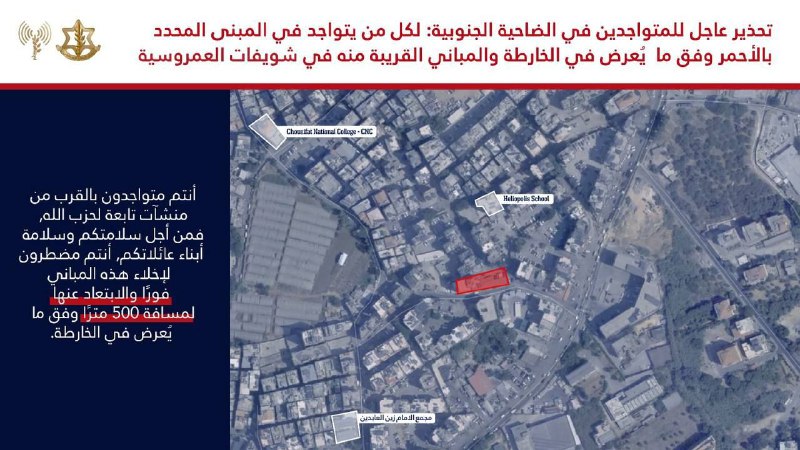 تحذير عاجل للمتواجدين في الضاحية الجنوبية: لكل من يتواجد في المبنى المحدد
بالأحمر وفق ما يُعرض في الخارطة والمباني القريبة منه في شويفات العمروسية
Choueifat National College - CNC
Heliopolis School
أنتم متواجدون بالقرب من
منشآت تابعة لحزب الله,
فمن أجل سلامتكم وسلامة
أبناء عائلاتكم, أنتم مضطرون
لإخلاء هذه المباني
فورًا والابتعاد عنها
لمسافة 500 مترًا وفق ما
يُعرض في الخارطة.
مجمع الامام زين العابدين